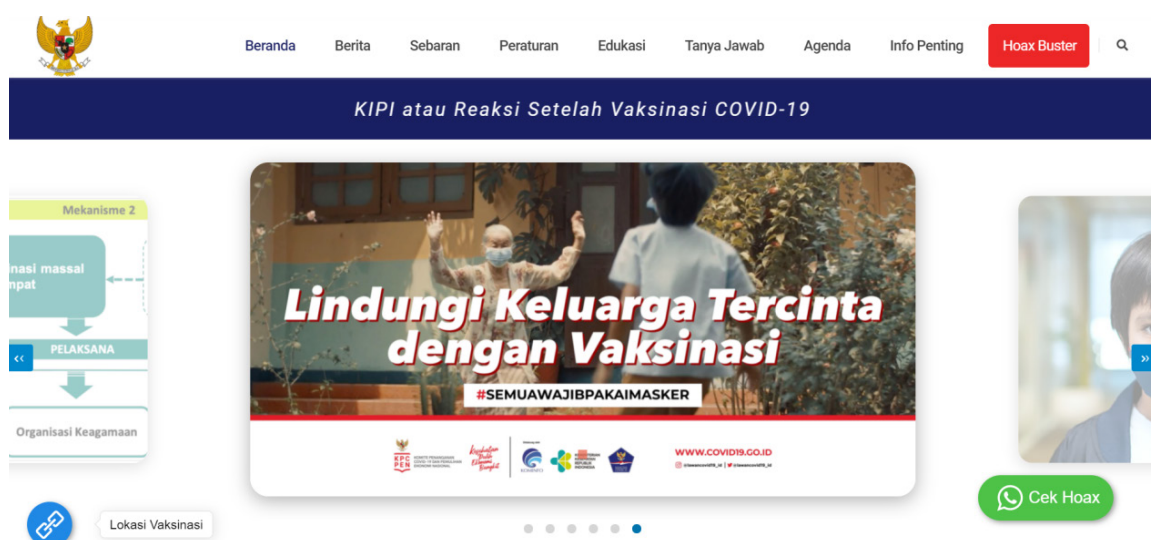 Beranda Berita Sebaran Peraturan Edukasi Tanya Jawab Agenda Info Penting Hoax Buster
KIPI atau Reaksi Setelah Vaksinasi COVID-19
Mekanisme 2
nasi massal
mpat
PELAKSANA
Organisasi Keagamaan
«
Lindungi Keluarga Tercinta
dengan Vaksinasi
#SEMUAWAJIBPAKAIMASKER
KPC
PEN
WWW.COVID19.GO.ID
»
Cek Hoax
Lokasi Vaksinasi